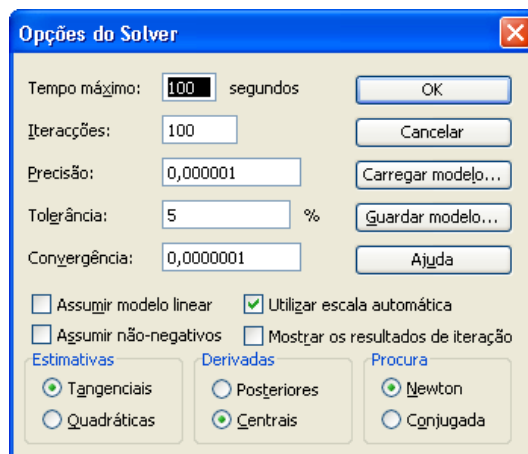 Opções do Solver
Tempo máximo: 100 segundos OK
Iteracções: 100 Cancelar
Precisão: 0,000001 Carregar modelo...
Tolerância: 5 % Guardar modelo...
Convergência: 0,0000001 Ajuda
Assumir modelo linear Utilizar escala automática
Assumir não-negativos Mostrar os resultados de iteração
Estimativas Derivadas Procura
Tangenciais Posteriores Newton
Quadráticas Centrais Conjugada